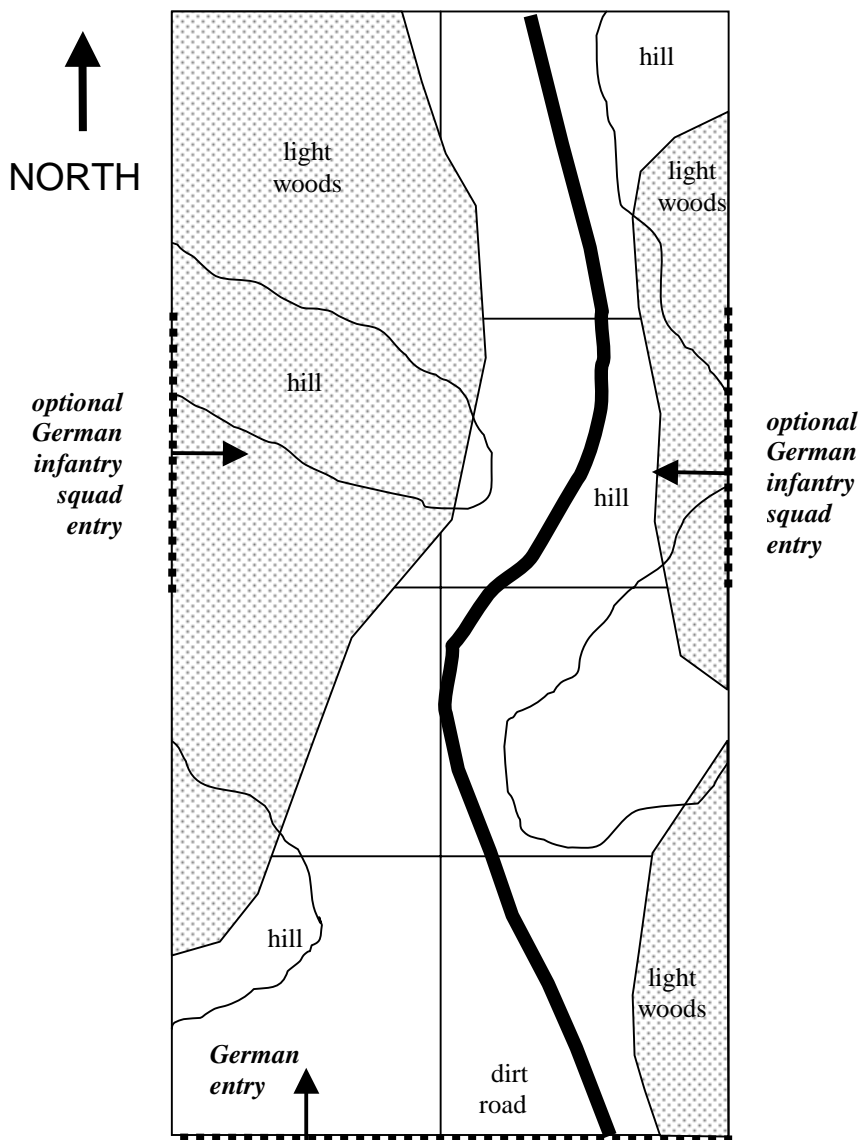 hill
NORTH
light
woods
light
woods
hill
optional
German
infantry
squad
entry
optional
German
infantry
squad
entry
hill
hill
light
woods
German
entry
dirt
road